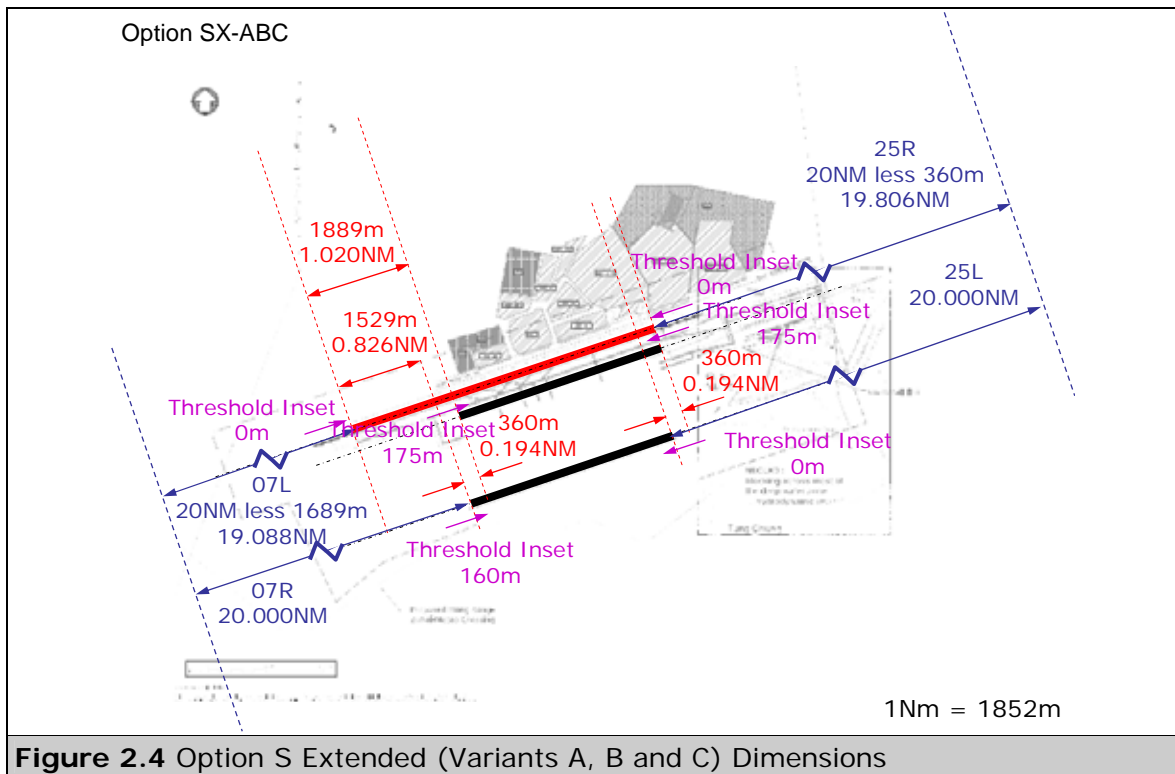 Option SX-ABC
25R
20NM less 360m
19.806NM
1889m
1.020NM
Threshold Inset
0m
25L
20.000NM
1529m
0.826NM
Threshold Inset
175m
360m
0.194NM
Threshold Inset
0m
Threshold Inset
175m
360m
0.194NM
Threshold Inset
0m
07L
20NM less 1689m
19.088NM
Threshold Inset
160m
07R
20.000NM
1Nm = 1852m
Figure 2.4 Option S Extended (Variants A, B and C) Dimensions